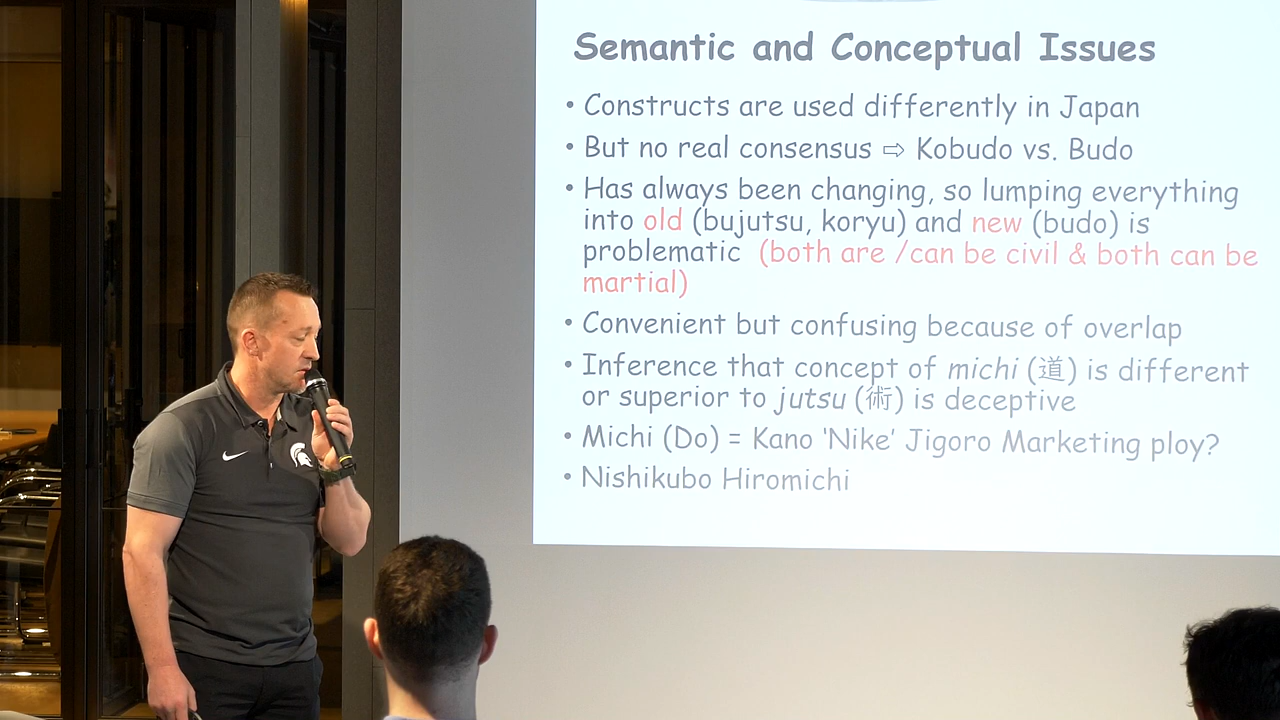 Semantic and Conceptual Issues
• Constructs are used differently in Japan
• But no real consensus ⇨ Kobudo vs. Budo
• Has always been changing, so lumping everything
into old (bujutsu, koryu) and new (budo) is
problematic (both are /can be civil & both can be
martial)
• Convenient but confusing because of overlap
• Inference that concept of michi (道) is different
or superior to jutsu (術) is deceptive
• Michi (Do) = Kano ‘Nike’ Jigoro Marketing ploy?
• Nishikubo Hiromichi